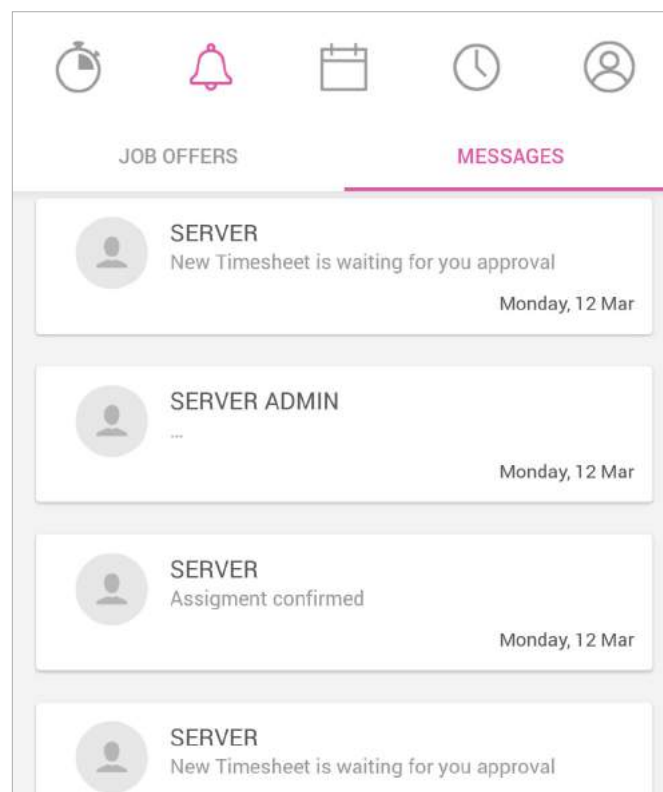 JOB OFFERS MESSAGES
SERVER
New Timesheet is waiting for you approval
Monday, 12 Mar
SERVER ADMIN
...
Monday, 12 Mar
SERVER
Assigment confirmed
Monday, 12 Mar
SERVER
New Timesheet is waiting for you approval